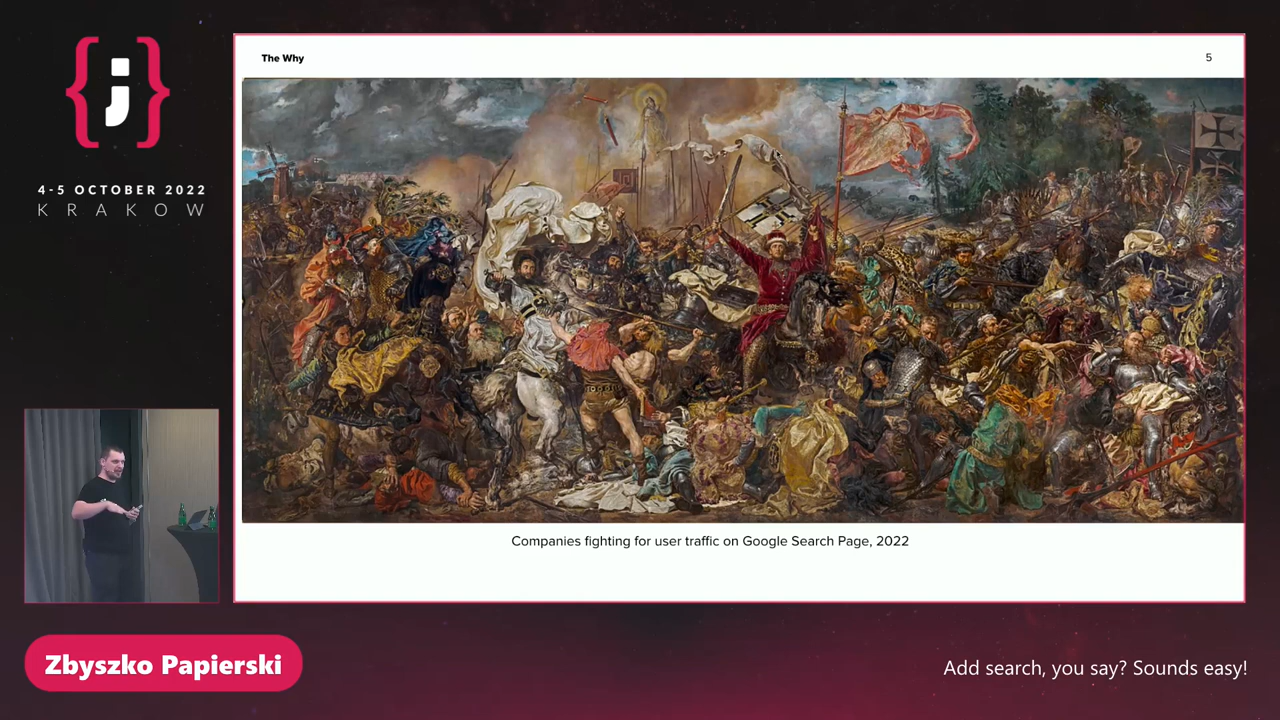 4-5 OCTOBER 2022
KRAKOW
The Why
5
Companies fighting for user traffic on Google Search Page, 2022
Zbyszko Papierski
Add search, you say? Sounds easy!